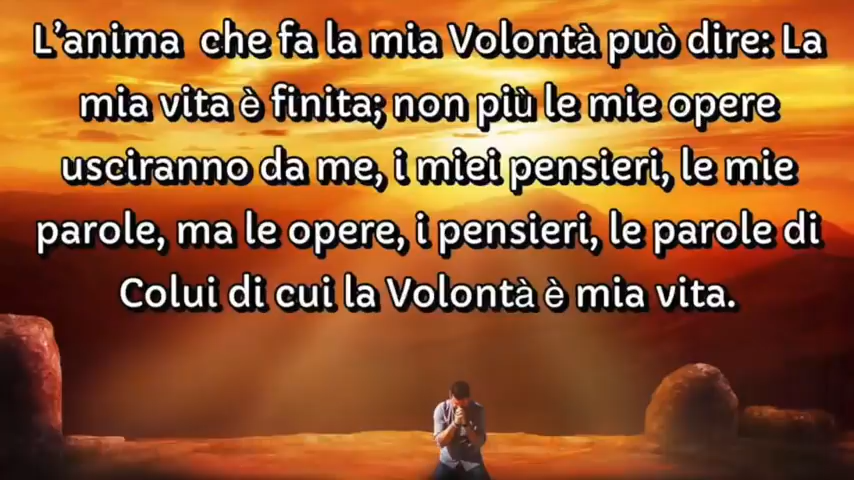 L'anima che fa la mia Volontà può dire: La
mia vita è finita; non più le mie opere
usciranno da me, i miei pensieri, le mie
parole, ma le opere, i pensieri, le parole di
Colui di cui la Volontà è mia vita.